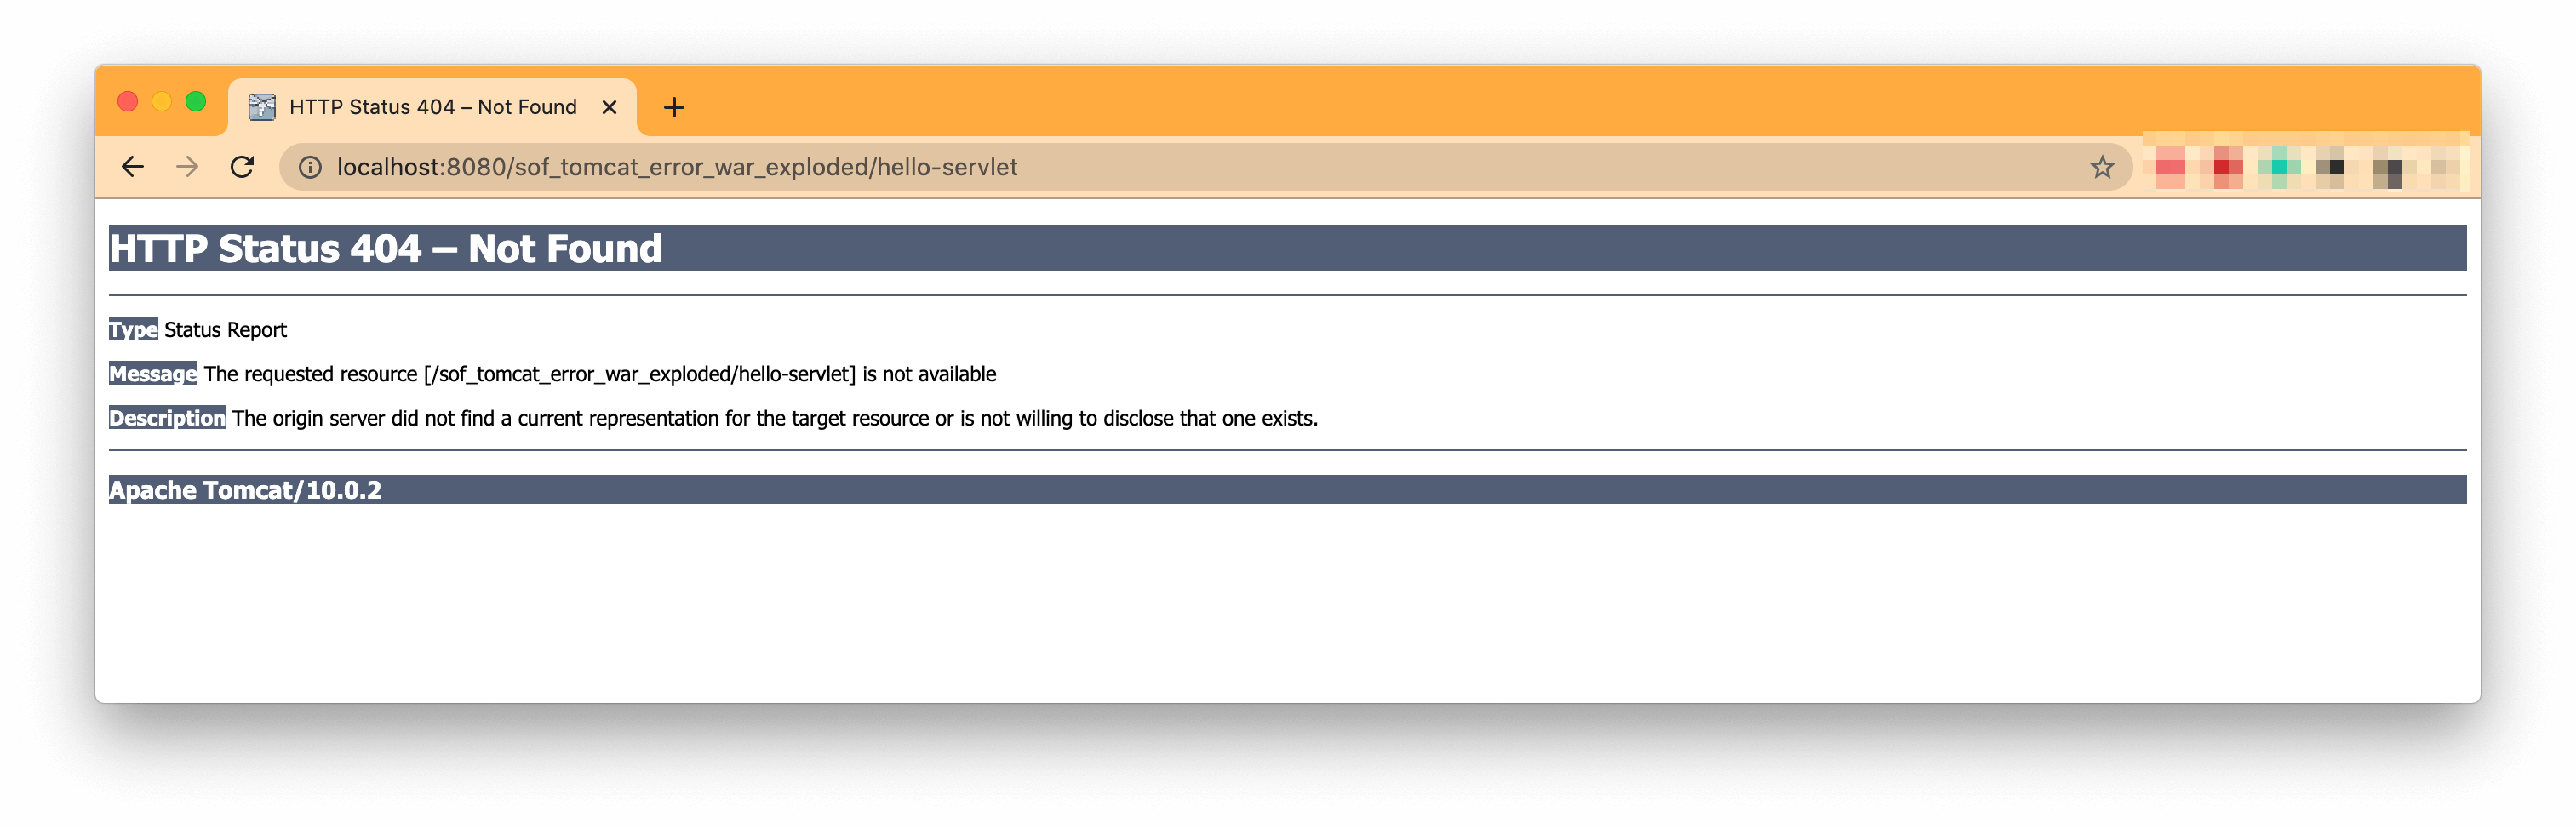 HTTP Status 404 – Not Found
localhost:8080/sof_tomcat_error_war_exploded/hello-servlet
HTTP Status 404 – Not Found
Type Status Report
Message The requested resource [/sof_tomcat_error_war_exploded/hello-servlet] is not available
Description The origin server did not find a current representation for the target resource or is not willing to disclose that one exists.
Apache Tomcat/10.0.2